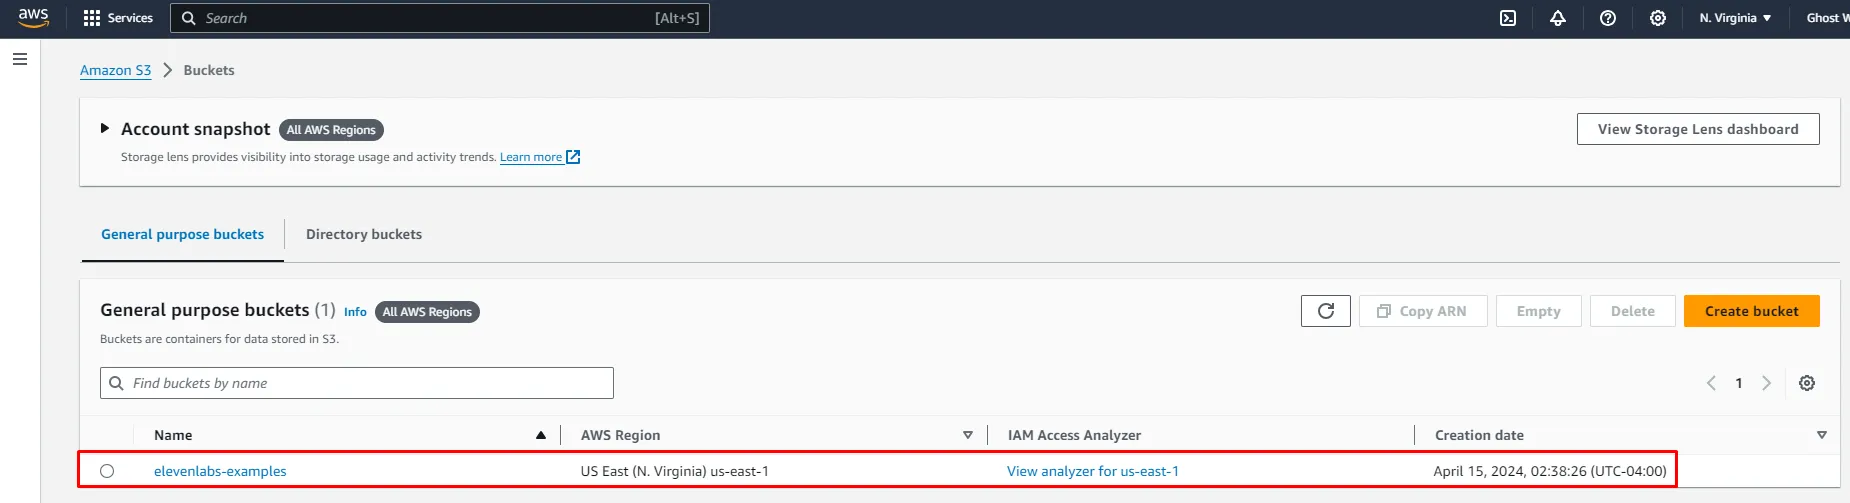 aws Services Search [Alt+S] N. Virginia Ghost W
Amazon S3 Buckets
Account snapshot All AWS Regions View Storage Lens dashboard
Storage lens provides visibility into storage usage and activity trends. Learn more
General purpose buckets Directory buckets
General purpose buckets (1) Info All AWS Regions Copy ARN Empty Delete Create bucket
Buckets are containers for data stored in S3.
Find buckets by name 1
Name AWS Region IAM Access Analyzer Creation date
elevenlabs-examples US East (N. Virginia) us-east-1 View analyzer for us-east-1 April 15, 2024, 02:38:26 (UTC-04:00)